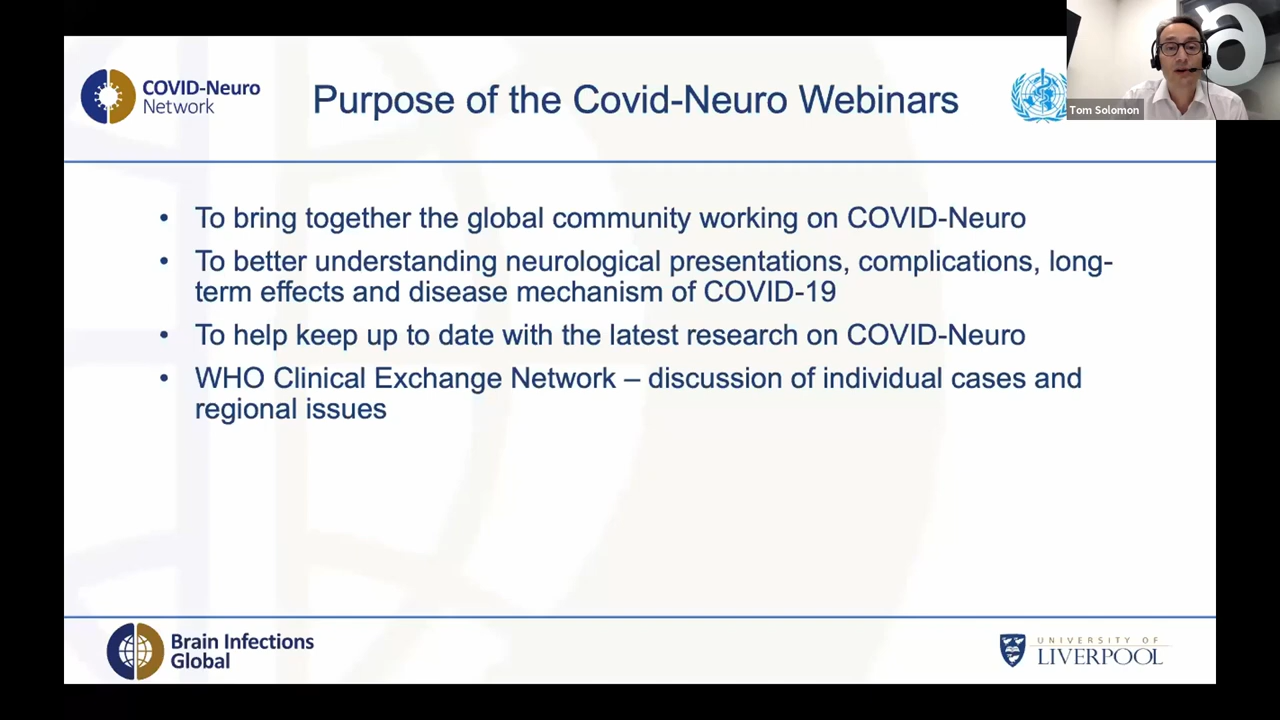 COVID-Neuro
Network
Purpose of the Covid-Neuro Webinars
Tom Solomon
• To bring together the global community working on COVID-Neuro
• To better understanding neurological presentations, complications, long-
term effects and disease mechanism of COVID-19
• To help keep up to date with the latest research on COVID-Neuro
• WHO Clinical Exchange Network – discussion of individual cases and
regional issues
Brain Infections
Global
UNIVERSITY OF
LIVERPOOL